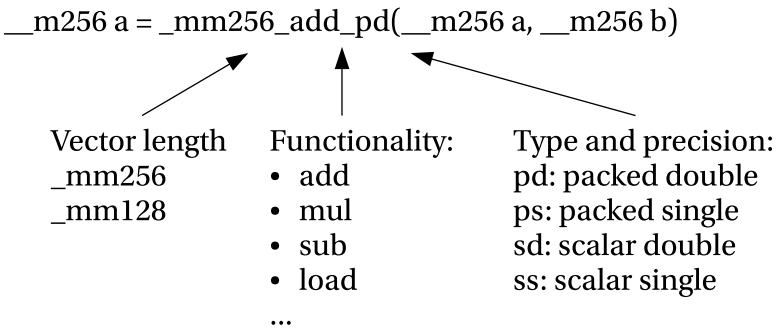 __m256 a = _mm256_add_pd(__m256 a, __m256 b)
Vector length
_mm256
_mm128
Functionality:
• add
• mul
• sub
• load
...
Type and precision:
pd: packed double
ps: packed single
sd: scalar double
ss: scalar single